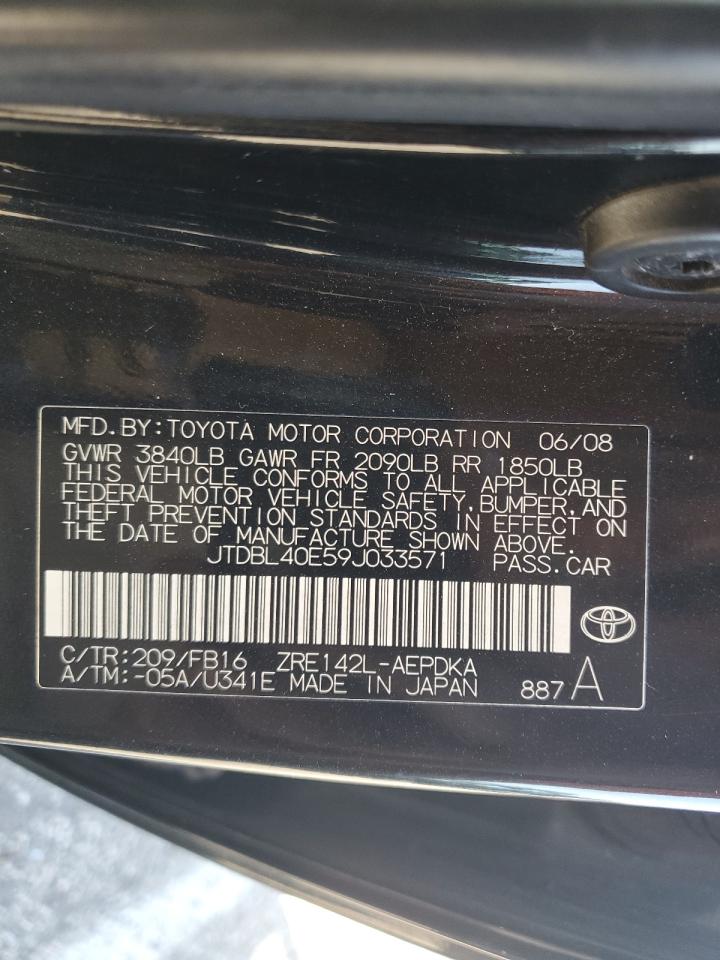 MFD.BY:TOYOTA MOTOR CORPORATION 06/08
GVWR 3840LB GAWR FR 2090LB RR 1850LB
THIS VEHICLE CONFORMS TO ALL APPLICABLE
FEDERAL MOTOR VEHICLE SAFETY,BUMPER,AND
THEFT PREVENTION STANDARDS IN EFFECT ON
THE DATE OF MANUFACTURE SHOWN ABOVE.
JTDBL40E59J033571 PASS.CAR
C/TR:209/FB16 ZRE142L-AEPDKA
A/TM:-05A/U341E MADE IN JAPAN 887 A